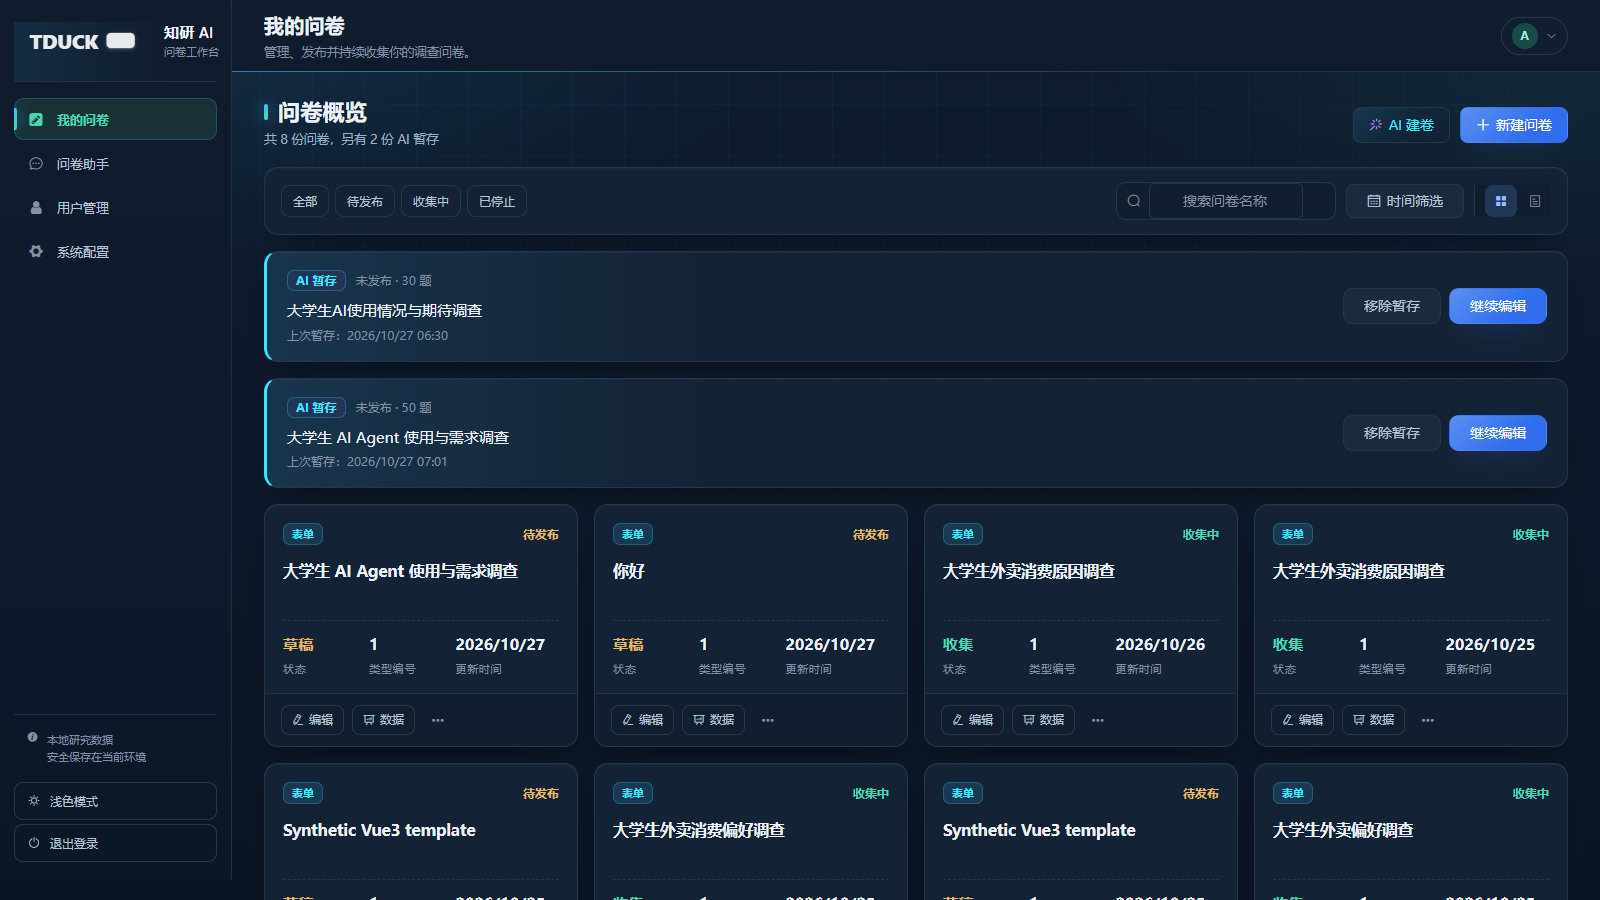 TDUCK
知研 AI
问卷工作台
我的问卷
问卷助手
用户管理
系统配置
本地研究数据
安全保存在当前环境
浅色模式
退出登录
我的问卷
管理、发布并持续收集你的调查问卷。
A
问卷概览
共 8 份问卷，另有 2 份 AI 暂存
AI 建卷
新建问卷
全部 待发布 收集中 已停止
搜索问卷名称
时间筛选
AI 暂存 未发布 · 30 题
大学生AI使用情况与期待调查
上次暂存：2026/10/27 06:30
移除暂存 继续编辑
AI 暂存 未发布 · 50 题
大学生 AI Agent 使用与需求调查
上次暂存：2026/10/27 07:01
移除暂存 继续编辑
表单 待发布
大学生 AI Agent 使用与需求调查
草稿 1 2026/10/27
状态 类型编号 更新时间
编辑 数据
表单 待发布
你好
草稿 1 2026/10/27
状态 类型编号 更新时间
编辑 数据
表单 收集中
大学生外卖消费原因调查
收集 1 2026/10/26
状态 类型编号 更新时间
编辑 数据
表单 收集中
大学生外卖消费原因调查
收集 1 2026/10/25
状态 类型编号 更新时间
编辑 数据
表单 待发布
Synthetic Vue3 template
表单 收集中
大学生外卖消费偏好调查
表单 待发布
Synthetic Vue3 template
表单 收集中
大学生外卖偏好调查